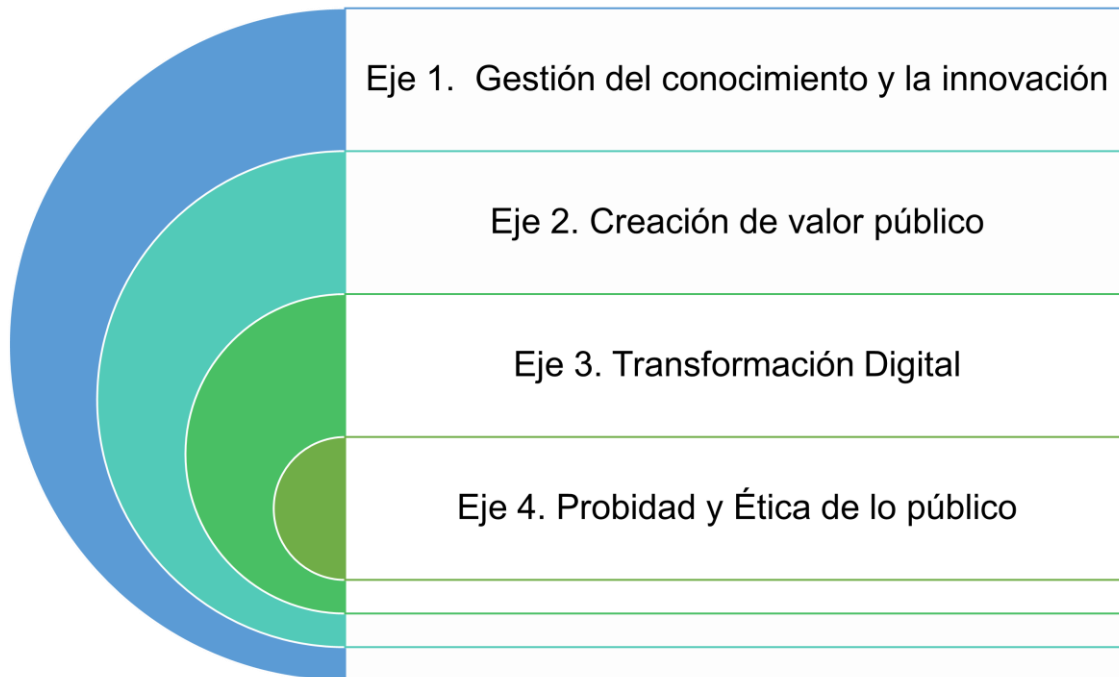 Eje 1.  Gestión del conocimiento y la innovación
Eje 2. Creación de valor público
Eje 3. Transformación Digital
Eje 4. Probidad y Ética de lo público